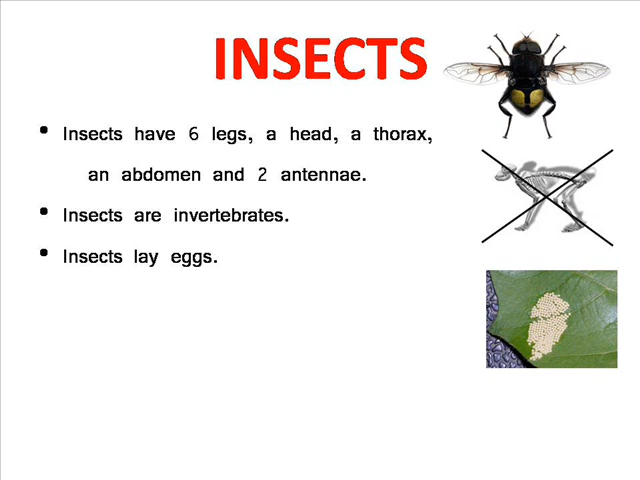 INSECTS
• Insects have 6 legs, a head, a thorax,
an abdomen and 2 antennae.
• Insects are invertebrates.
• Insects lay eggs.